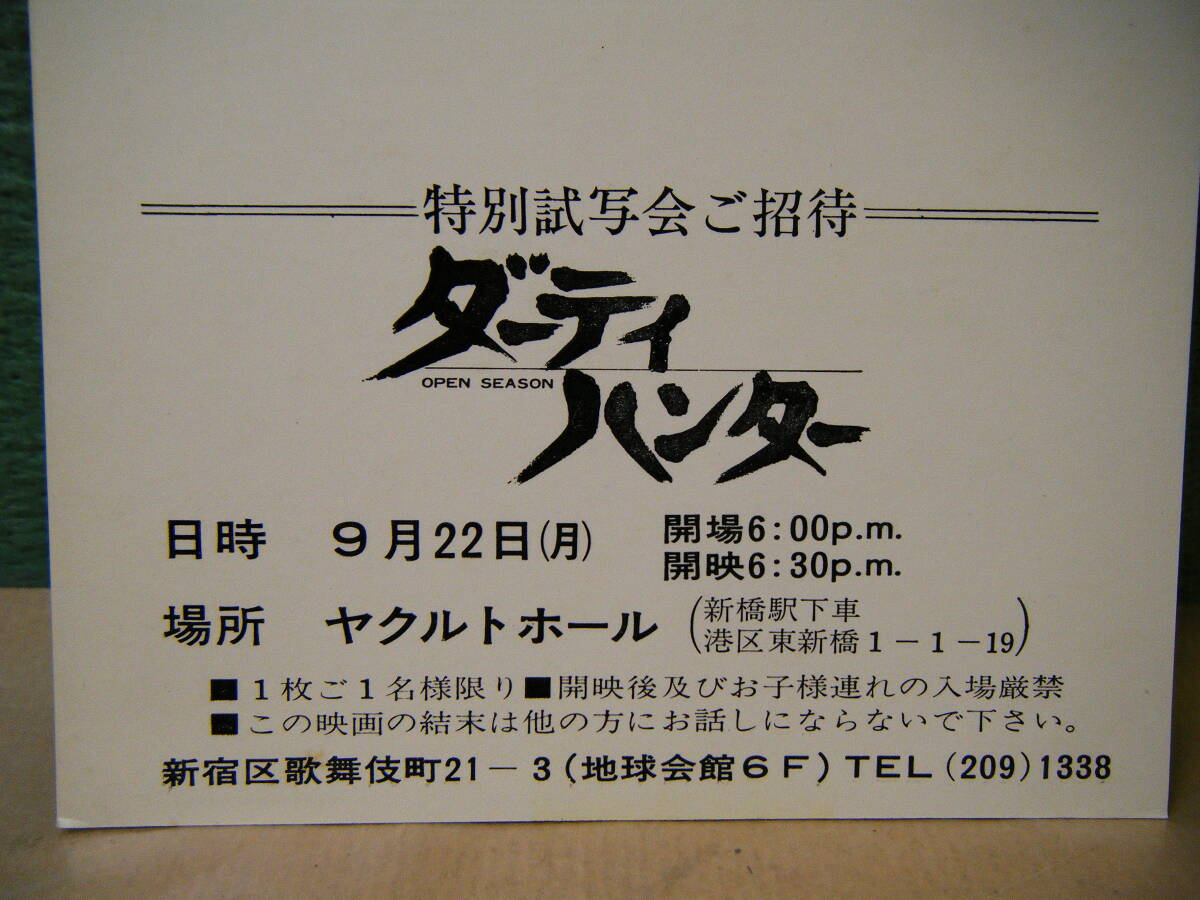 特別試写会ご招待
ダーティ
OPEN SEASON
ハンター
日時 9月22日(月) 開場6:00p.m.
開映6:30p.m.
場所 ヤクルトホール (新橋駅下車
港区東新橋1-1-19)
■1枚ご1名様限り■開映後及びお子様連れの入場厳禁
■この映画の結末は他の方にお話しにならないで下さい。
新宿区歌舞伎町21-3(地球会館6F)TEL(209)1338